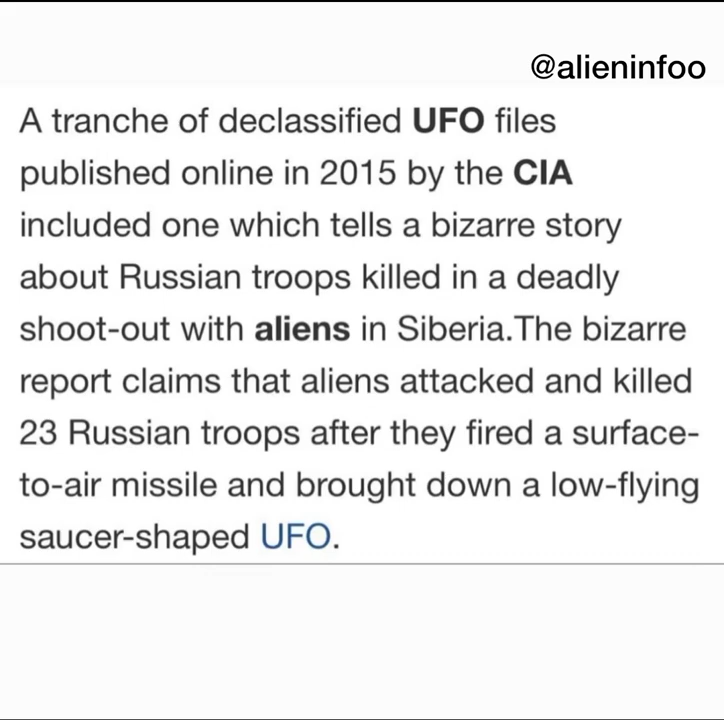 @alieninfoo
A tranche of declassified UFO files
published online in 2015 by the CIA
included one which tells a bizarre story
about Russian troops killed in a deadly
shoot-out with aliens in Siberia.The bizarre
report claims that aliens attacked and killed
23 Russian troops after they fired a surface-
to-air missile and brought down a low-flying
saucer-shaped UFO.